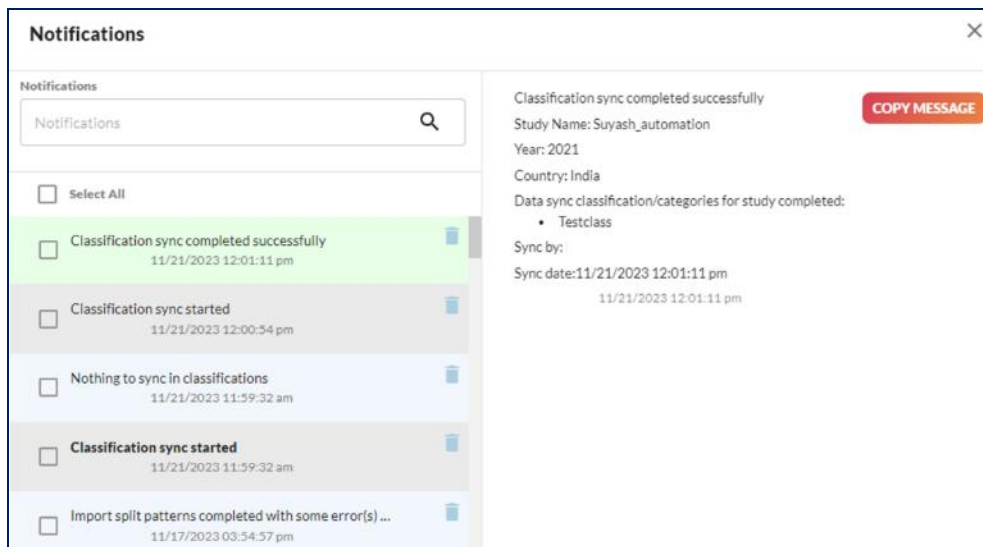 Notifications
Notifications
Notifications
Select All
Classification sync completed successfully
11/21/2023 12:01:11 pm
Classification sync started
11/21/2023 12:00:54 pm
Nothing to sync in classifications
11/21/2023 11:59:32 am
Classification sync started
11/21/2023 11:59:32 am
Import split patterns completed with some error(s) ...
11/17/2023 03:54:57 pm
Classification sync completed successfully
COPY MESSAGE
Study Name: Suyash_automation
Year: 2021
Country: India
Data sync classification/categories for study completed:
• Testclass
Sync by:
Sync date:11/21/2023 12:01:11 pm
11/21/2023 12:01:11 pm